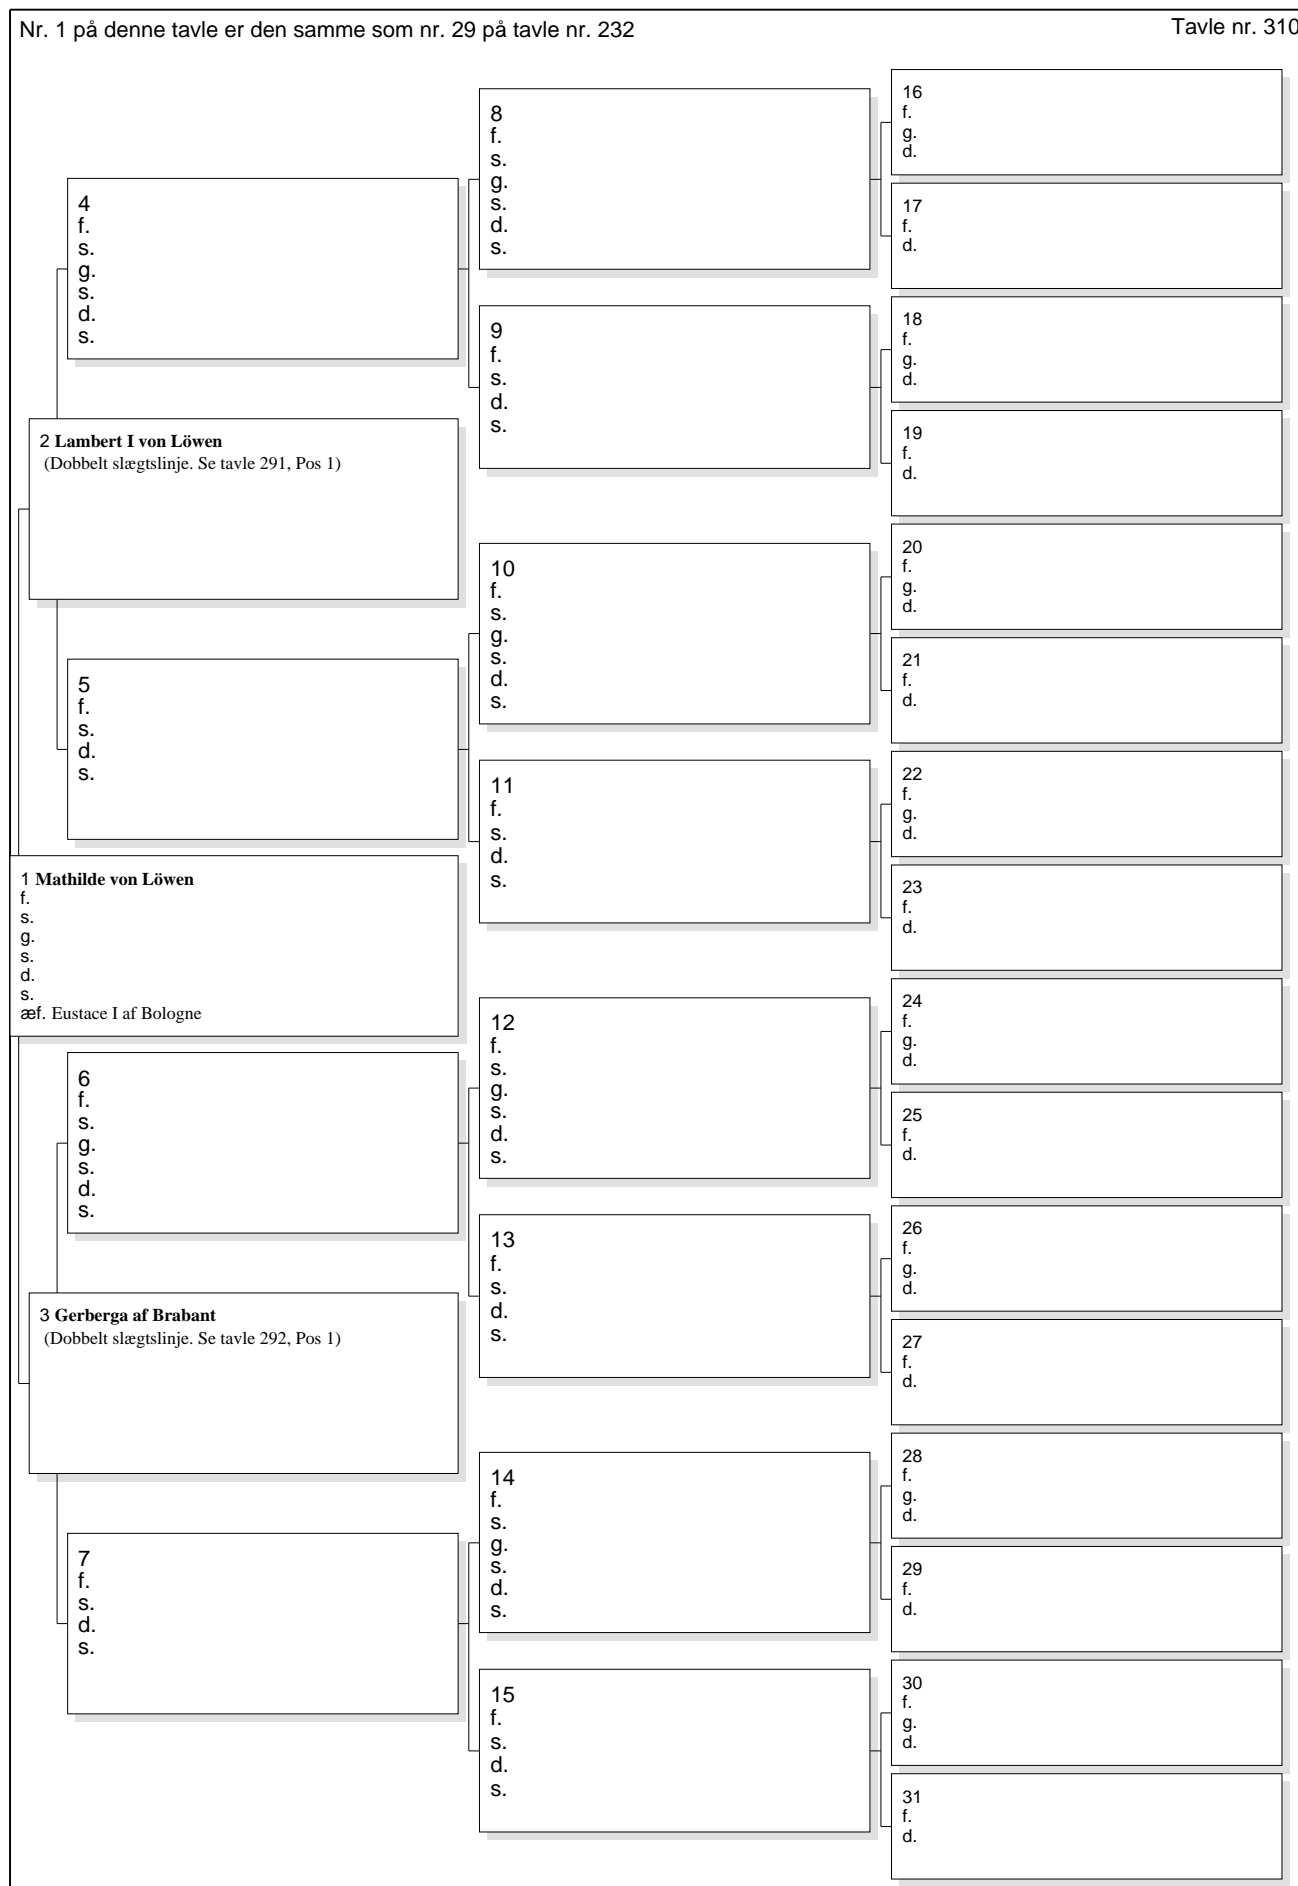 Nr. 1 på denne tavle er den samme som nr. 29 på tavle nr. 232
Tavle nr. 310
1 Mathilde von Löwen
f.
s.
g.
s.
d.
s.
æf. Eustace I af Bologne
2 Lambert I von Löwen
(Dobbelt slægtslinje. Se tavle 291, Pos 1)
3 Gerberga af Brabant
(Dobbelt slægtslinje. Se tavle 292, Pos 1)
4
f.
s.
g.
s.
d.
s.
5
f.
s.
d.
s.
6
f.
s.
g.
s.
d.
s.
7
f.
s.
d.
s.
8
f.
s.
g.
s.
d.
s.
9
f.
s.
d.
s.
10
f.
s.
g.
s.
d.
s.
11
f.
s.
d.
s.
12
f.
s.
g.
s.
d.
s.
13
f.
s.
d.
s.
14
f.
s.
g.
s.
d.
s.
15
f.
s.
d.
s.
16
f.
g.
d.
17
f.
d.
18
f.
g.
d.
19
f.
d.
20
f.
g.
d.
21
f.
d.
22
f.
g.
d.
23
f.
d.
24
f.
g.
d.
25
f.
d.
26
f.
g.
d.
27
f.
d.
28
f.
g.
d.
29
f.
d.
30
f.
g.
d.
31
f.
d.